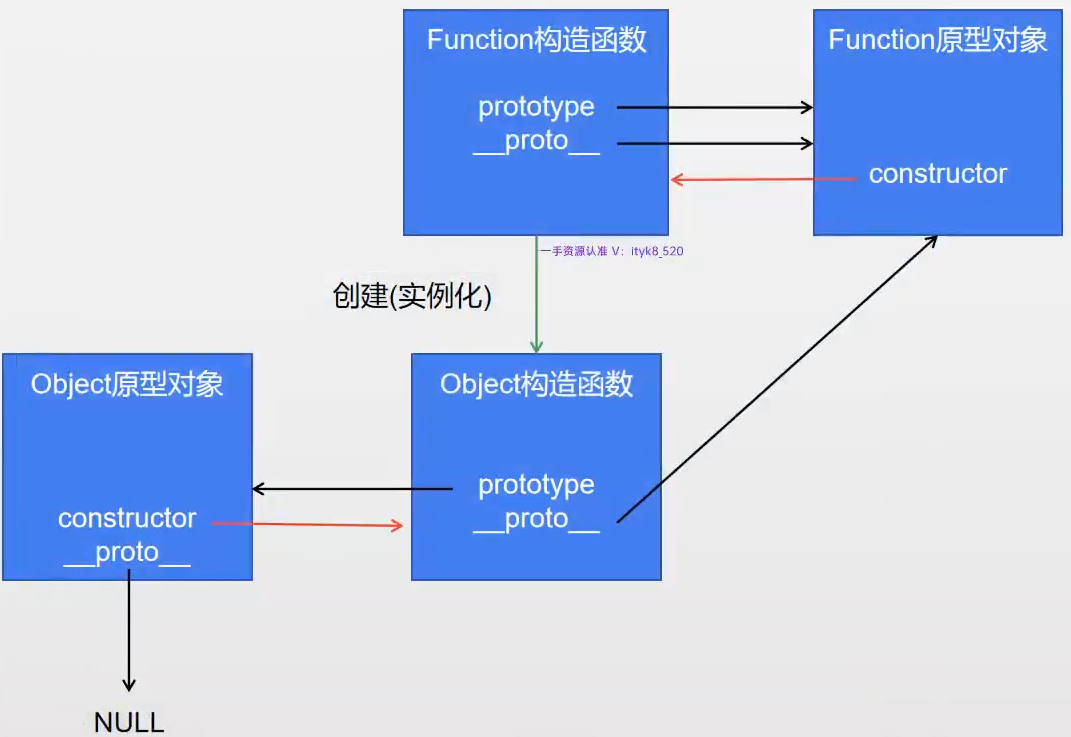 Function构造函数
prototype
__proto__
Function原型对象
constructor
一手资源认准 V：ityk8_520
创建(实例化)
Object原型对象
constructor
__proto__
Object构造函数
prototype
__proto__
NULL